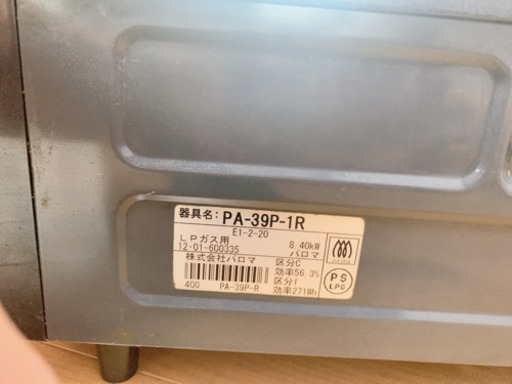 器具名: PA-39P-1R
E1-2-20
LPガス用 8.40kW
12-01-600335 パロマ
株式会社パロマ 区分C
効率56.3%
区分I
400 PA-39P-R 効率271Wh
PS
LPG